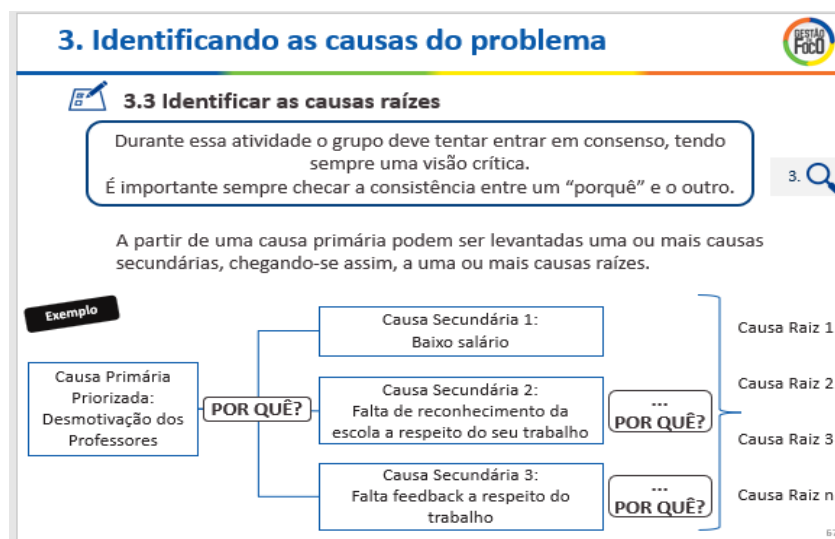 3. Identificando as causas do problema
GESTÃO
FOCO
3.3 Identificar as causas raízes
Durante essa atividade o grupo deve tentar entrar em consenso, tendo
sempre uma visão crítica.
É importante sempre checar a consistência entre um “porquê” e o outro.
3.
A partir de uma causa primária podem ser levantadas uma ou mais causas
secundárias, chegando-se assim, a uma ou mais causas raízes.
Exemplo
Causa Primária
Priorizada:
Desmotivação dos
Professores
POR QUÊ?
Causa Secundária 1:
Baixo salário
Causa Secundária 2:
Falta de reconhecimento da
escola a respeito do seu trabalho
...
POR QUÊ?
Causa Secundária 3:
Falta feedback a respeito do
trabalho
...
POR QUÊ?
Causa Raiz 1
Causa Raiz 2
Causa Raiz 3
Causa Raiz n